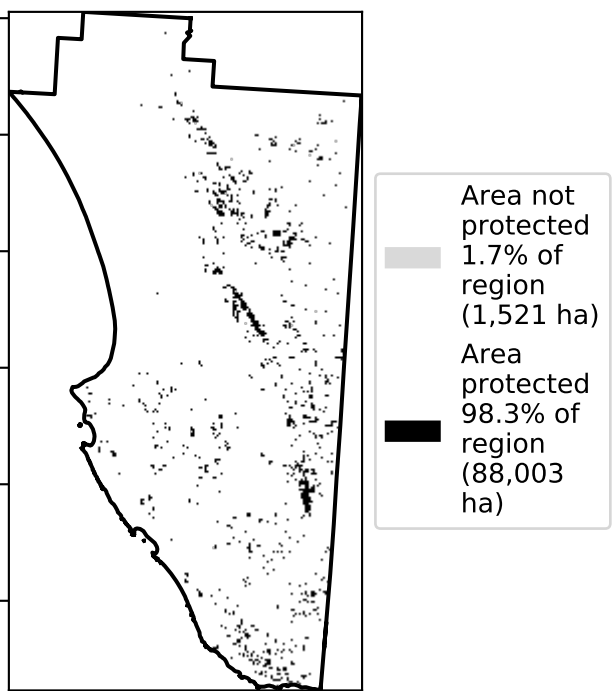 Area not
protected
1.7% of
region
(1,521 ha)
Area
protected
98.3% of
region
(88,003
ha)